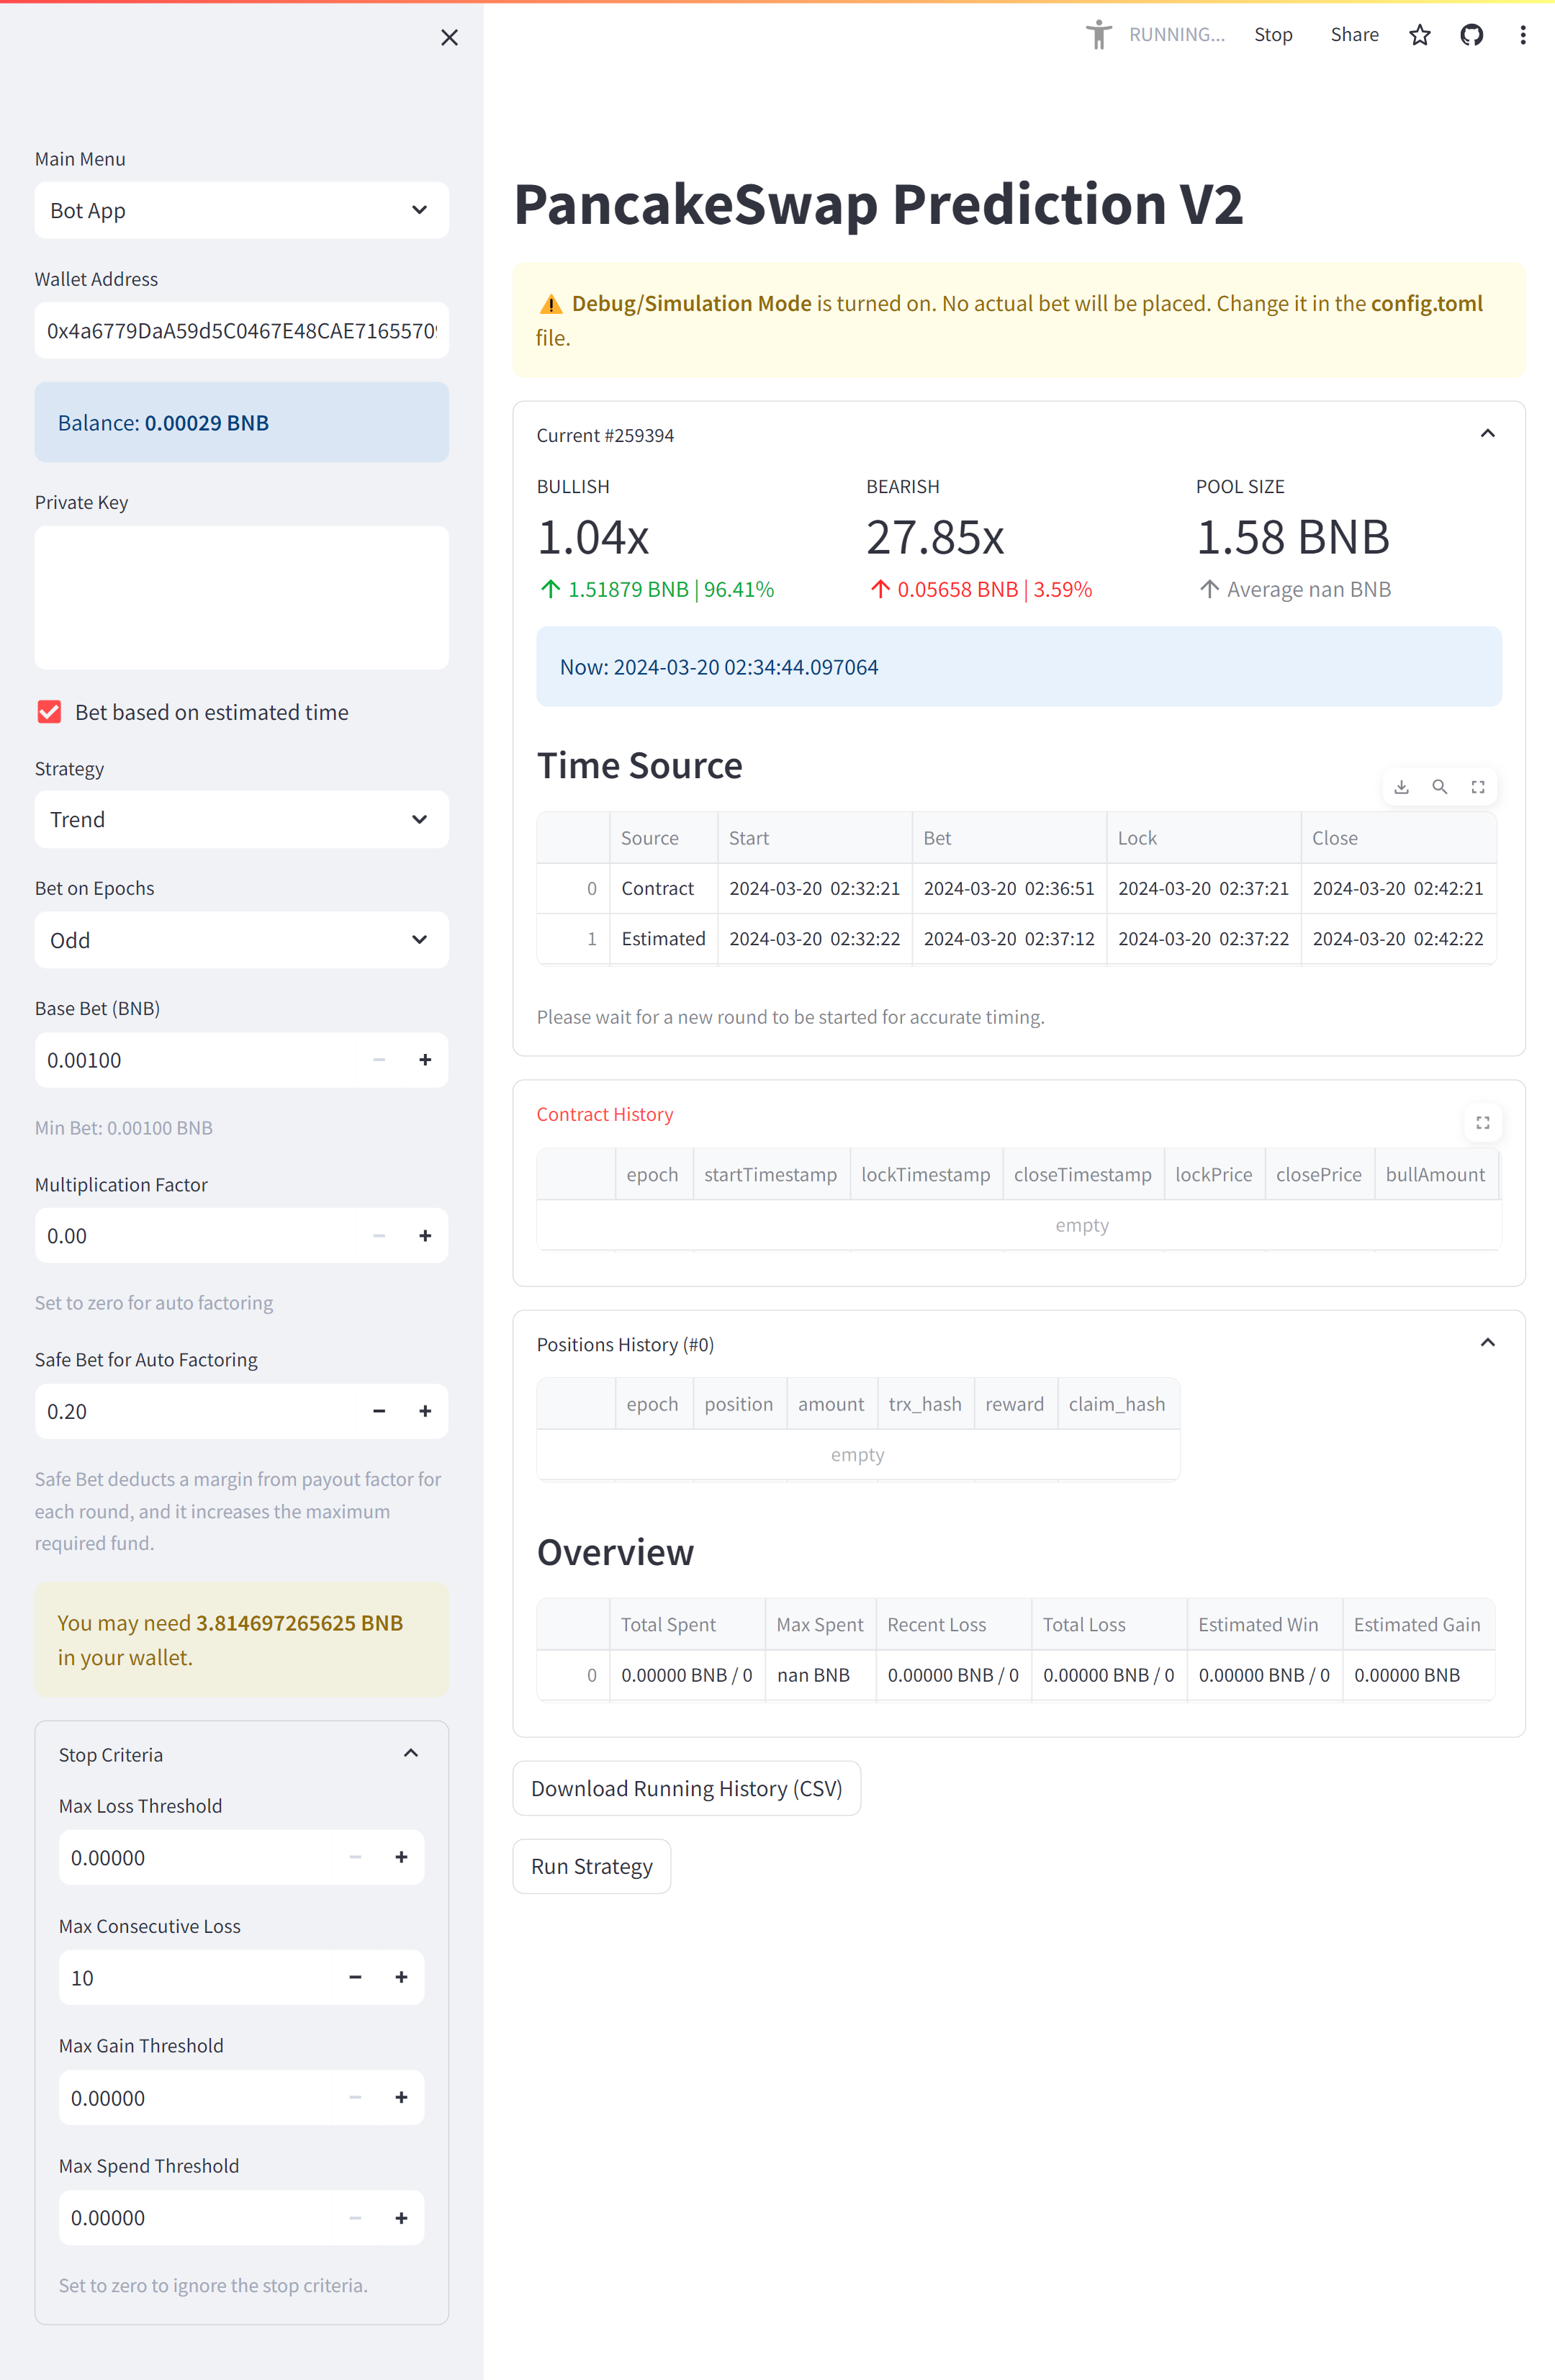 RUNNING...
Stop
Share
Main Menu
Bot App
Wallet Address
0x4a6779DaA59d5C0467E48CAE7165570
Balance: 0.00029 BNB
Private Key
Bet based on estimated time
Strategy
Trend
Bet on Epochs
Odd
Base Bet (BNB)
0.00100
Min Bet: 0.00100 BNB
Multiplication Factor
0.00
Set to zero for auto factoring
Safe Bet for Auto Factoring
0.20
Safe Bet deducts a margin from payout factor for
each round, and it increases the maximum
required fund.
You may need 3.814697265625 BNB
in your wallet.
Stop Criteria
Max Loss Threshold
0.00000
Max Consecutive Loss
10
Max Gain Threshold
0.00000
Max Spend Threshold
0.00000
Set to zero to ignore the stop criteria.
PancakeSwap Prediction V2
Debug/Simulation Mode is turned on. No actual bet will be placed. Change it in the config.toml
file.
Current #259394
BULLISH BEARISH POOL SIZE
1.04x 27.85x 1.58 BNB
1.51879 BNB | 96.41% 0.05658 BNB | 3.59% Average nan BNB
Now: 2024-03-20 02:34:44.097064
Time Source
Source Start Bet Lock Close
0 Contract 2024-03-20 02:32:21 2024-03-20 02:36:51 2024-03-20 02:37:21 2024-03-20 02:42:21
1 Estimated 2024-03-20 02:32:22 2024-03-20 02:37:12 2024-03-20 02:37:22 2024-03-20 02:42:22
Please wait for a new round to be started for accurate timing.
Contract History
epoch startTimestamp lockTimestamp closeTimestamp lockPrice closePrice bullAmount
empty
Positions History (#0)
epoch position amount trx_hash reward claim_hash
empty
Overview
Total Spent Max Spent Recent Loss Total Loss Estimated Win Estimated Gain
0 0.00000 BNB / 0 nan BNB 0.00000 BNB / 0 0.00000 BNB / 0 0.00000 BNB / 0 0.00000 BNB
Download Running History (CSV)
Run Strategy